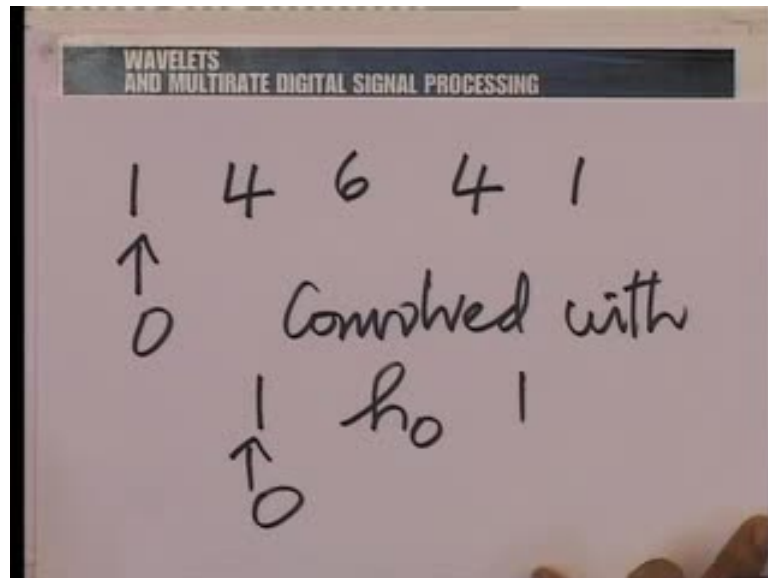 WAVELETS
AND MULTIRATE DIGITAL SIGNAL PROCESSING
1 4 6 4 1
↑
0 Convolved with
1 h₀ 1
↑
0